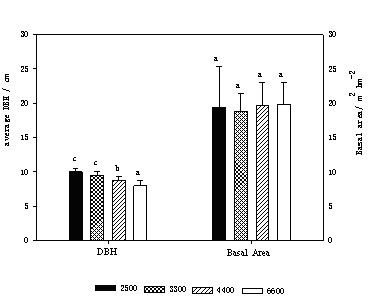 30
25
20
15
10
5
0
average DBH / cm
c
c
b
a
a
a
a
a
30
25
20
15
10
5
0
Basal area/ m² hm⁻²
DBH
Basal Area
2500
3300
4400
6600